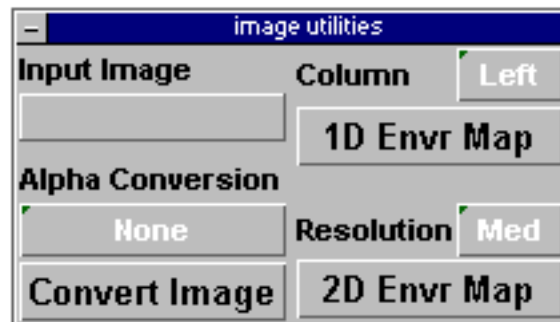 image utilities
Input Image
Column Left
1D Envr Map
Alpha Conversion
None
Resolution Med
Convert Image
2D Envr Map